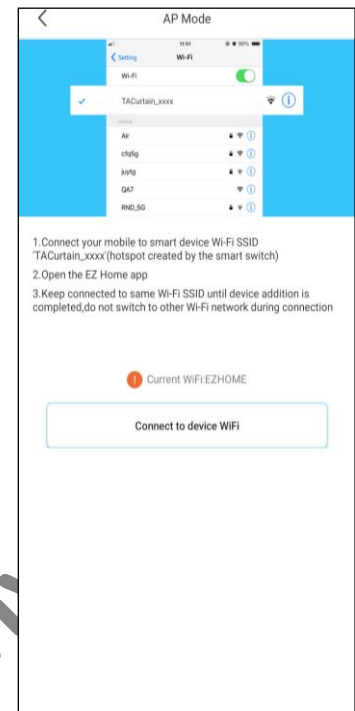 AP Mode
Setting
Wi-Fi
Wi-Fi
TACurtain_xxxx
Air
cfq5g
juytg
QA7
RND_5G
1.Connect your mobile to smart device Wi-Fi SSID
'TACurtain_xxxx'(hotspot created by the smart switch)
2.Open the EZ Home app
3.Keep connected to same Wi-Fi SSID until device addition is
completed,do not switch to other Wi-Fi network during connection
Current WiFi:EZHOME
Connect to device WiFi